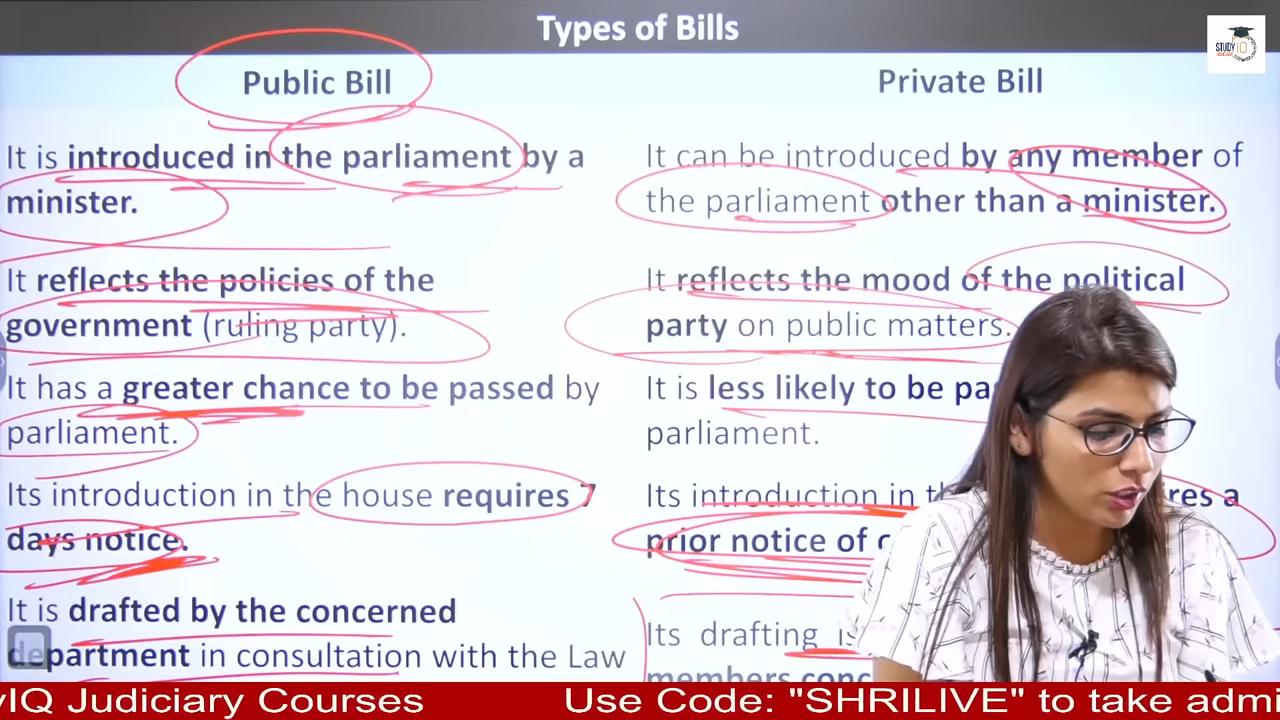 Types of Bills
STUDY IQ
Public Bill
Private Bill
It is introduced in the parliament by a
minister.
It can be introduced by any member of
the parliament other than a minister.
It reflects the policies of the
government (ruling party).
It reflects the mood of the political
party on public matters.
It has a greater chance to be passed by
parliament.
It is less likely to be
parliament.
Its introduction in the house requires 7
days notice.
Its introduction in a
prior notice of
It is drafted by the concerned
department in consultation with the Law
Its drafting
members
IQ Judiciary Courses Use Code: "SHRILIVE" to take